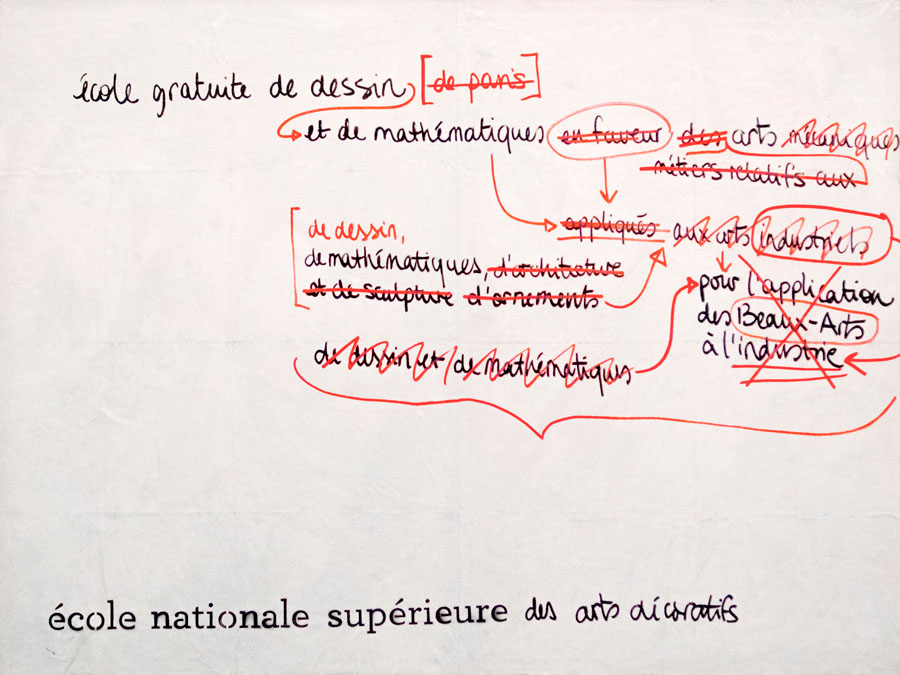 école gratuite de dessin [de paris]
et de mathématiques en faveur des arts mécaniques
métiers relatifs aux
appliqués aux arts industriels
de dessin,
de mathématiques, d'architecture
et de sculpture d'ornements
pour l'application
des Beaux-Arts
à l'industrie
de dessin et de mathématiques
école nationale supérieure des arts décoratifs